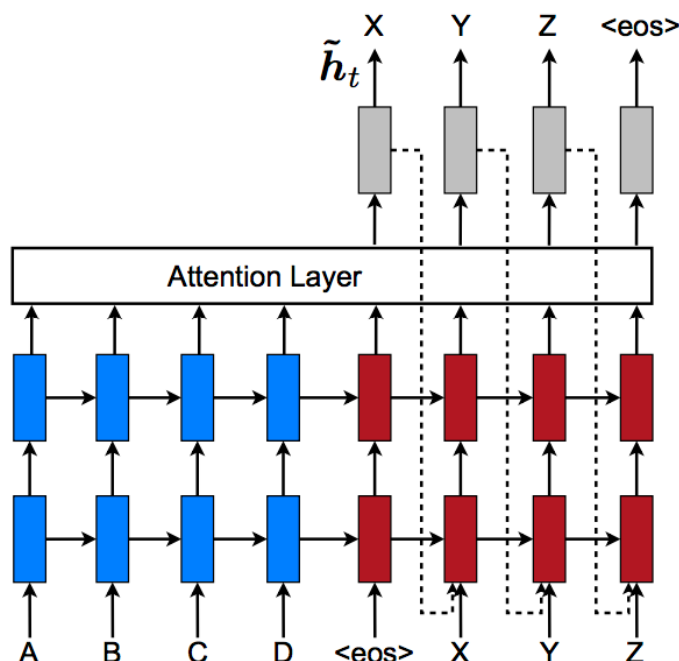 X Y Z <eos>
h̃ₜ
Attention Layer
A B C D <eos> X Y Z